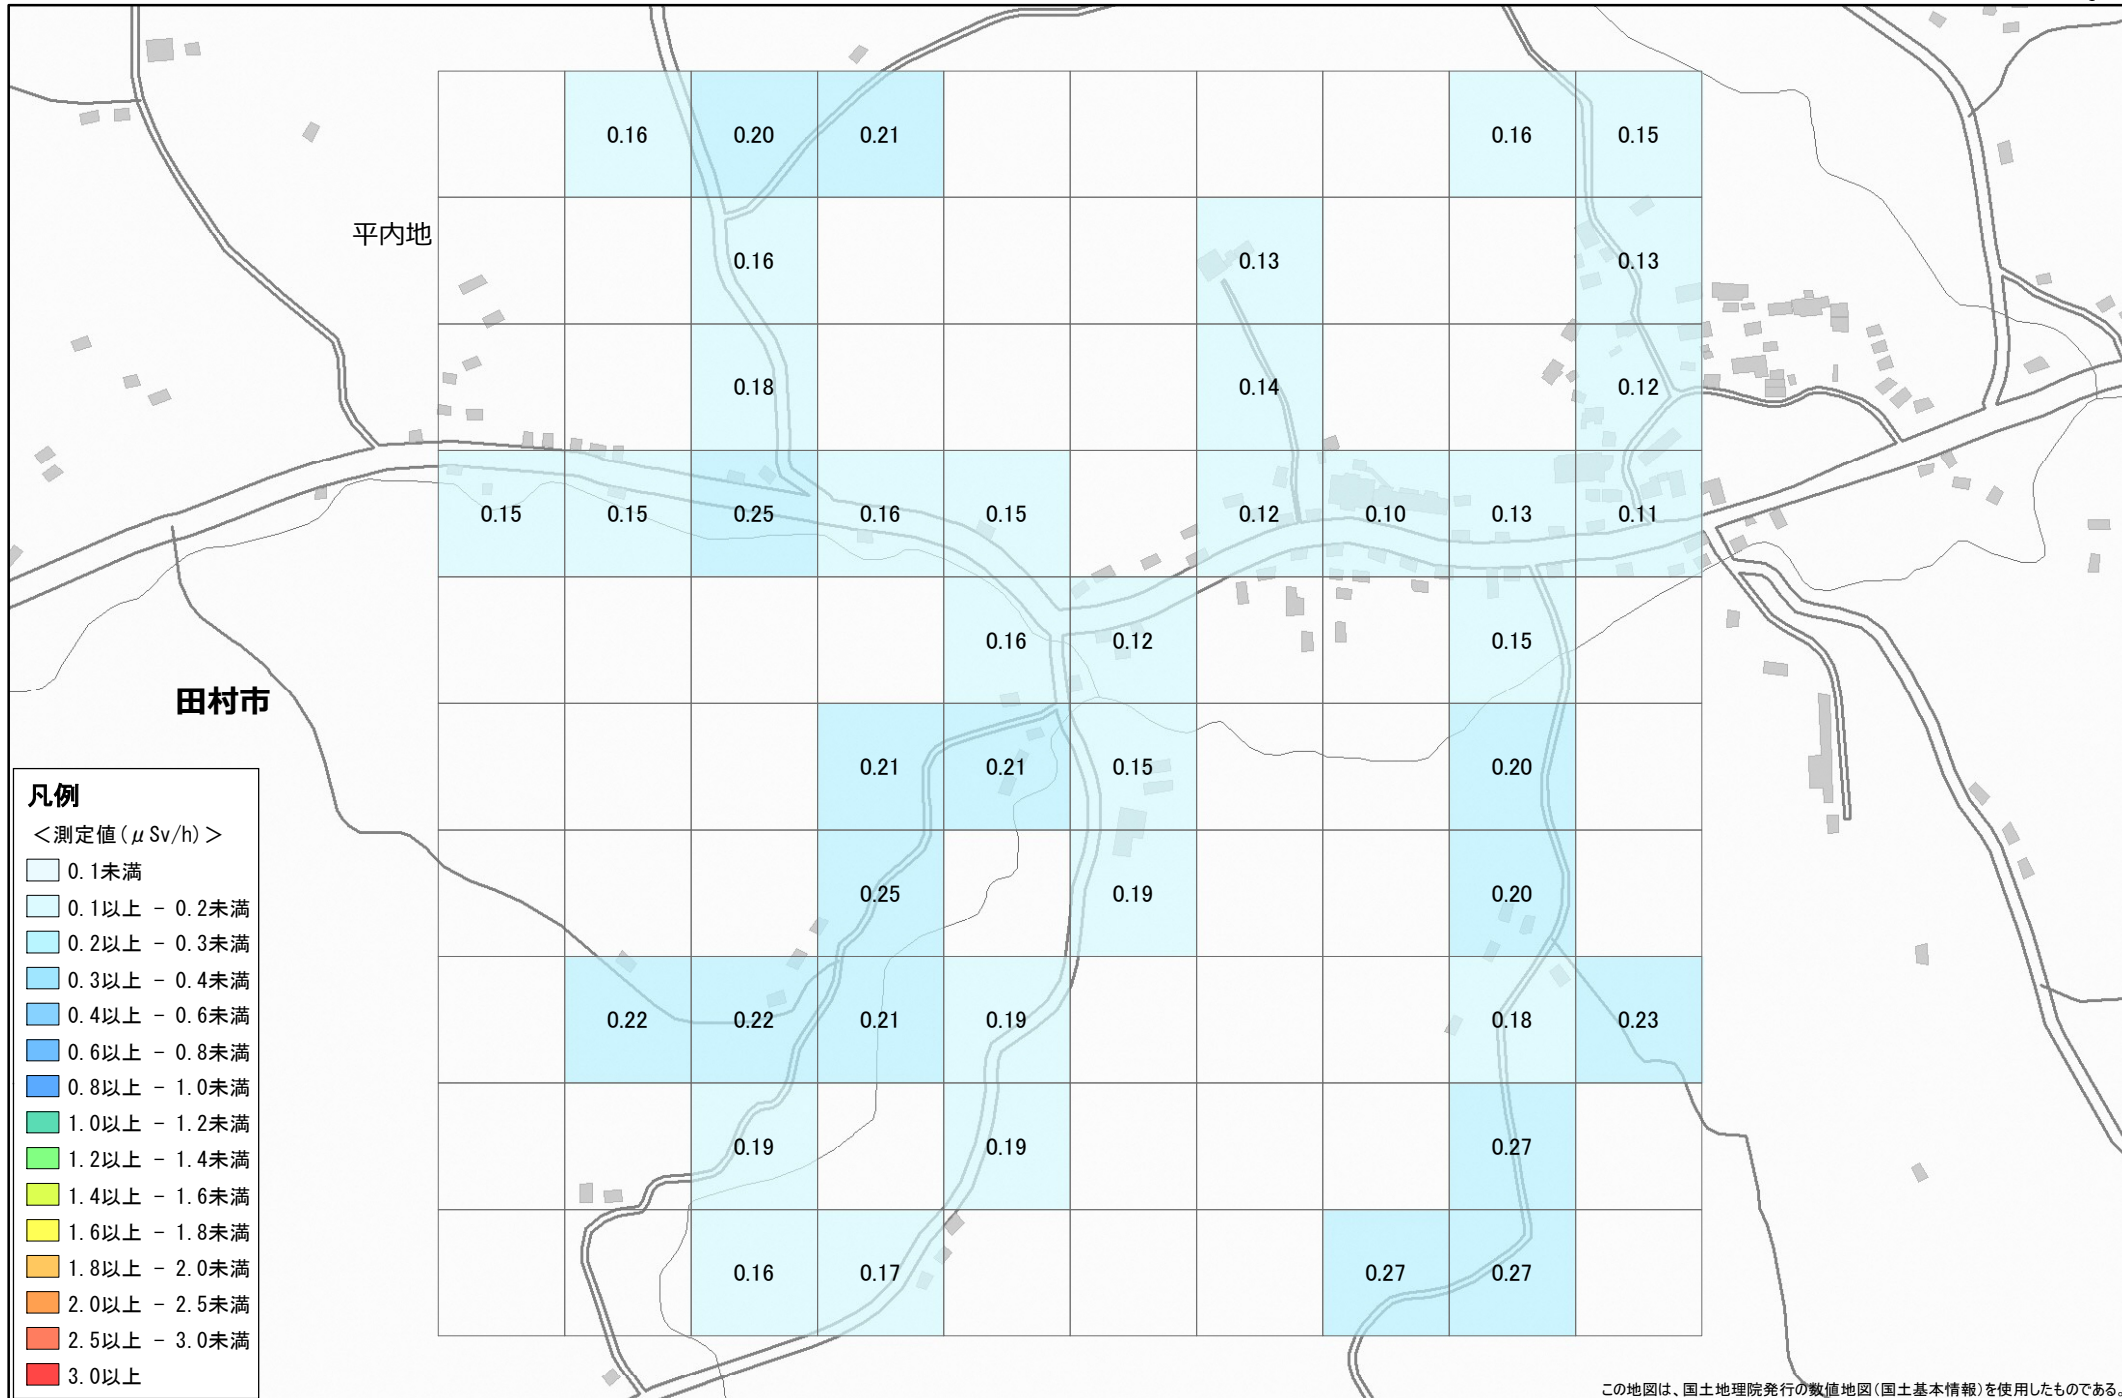 0.16 0.20 0.21 0.16 0.15
平内地
0.16 0.13 0.13
0.18 0.14 0.12
0.15 0.15 0.25 0.16 0.15 0.12 0.10 0.13 0.11
0.16 0.12 0.15
田村市
0.21 0.21 0.15 0.20
0.25 0.19 0.20
0.22 0.22 0.21 0.19 0.18 0.23
0.19 0.19 0.27
0.16 0.17 0.27 0.27
凡例
＜測定値(μSv/h)＞
0.1未満
0.1以上 － 0.2未満
0.2以上 － 0.3未満
0.3以上 － 0.4未満
0.4以上 － 0.6未満
0.6以上 － 0.8未満
0.8以上 － 1.0未満
1.0以上 － 1.2未満
1.2以上 － 1.4未満
1.4以上 － 1.6未満
1.6以上 － 1.8未満
1.8以上 － 2.0未満
2.0以上 － 2.5未満
2.5以上 － 3.0未満
3.0以上
この地図は、国土地理院発行の数値地図(国土基本情報)を使用したものである。